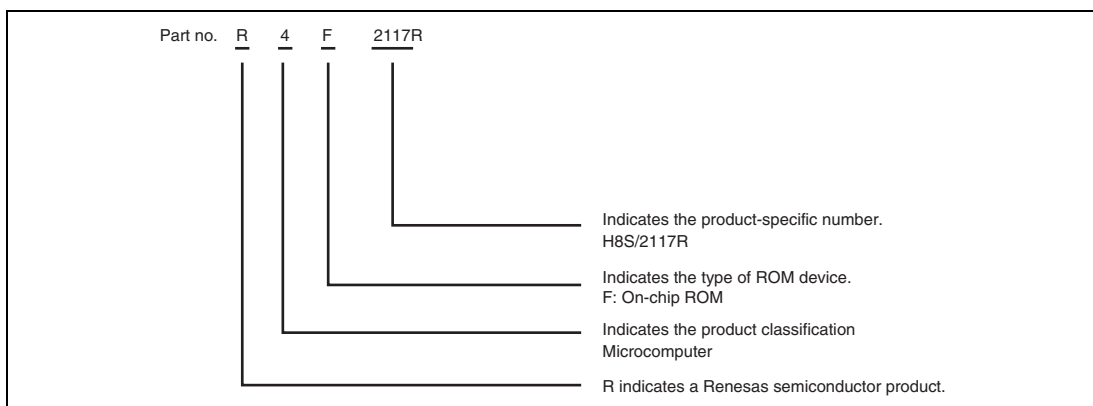 Part no. R 4 F 2117R
Indicates the product-specific number.
H8S/2117R
Indicates the type of ROM device.
F: On-chip ROM
Indicates the product classification
Microcomputer
R indicates a Renesas semiconductor product.